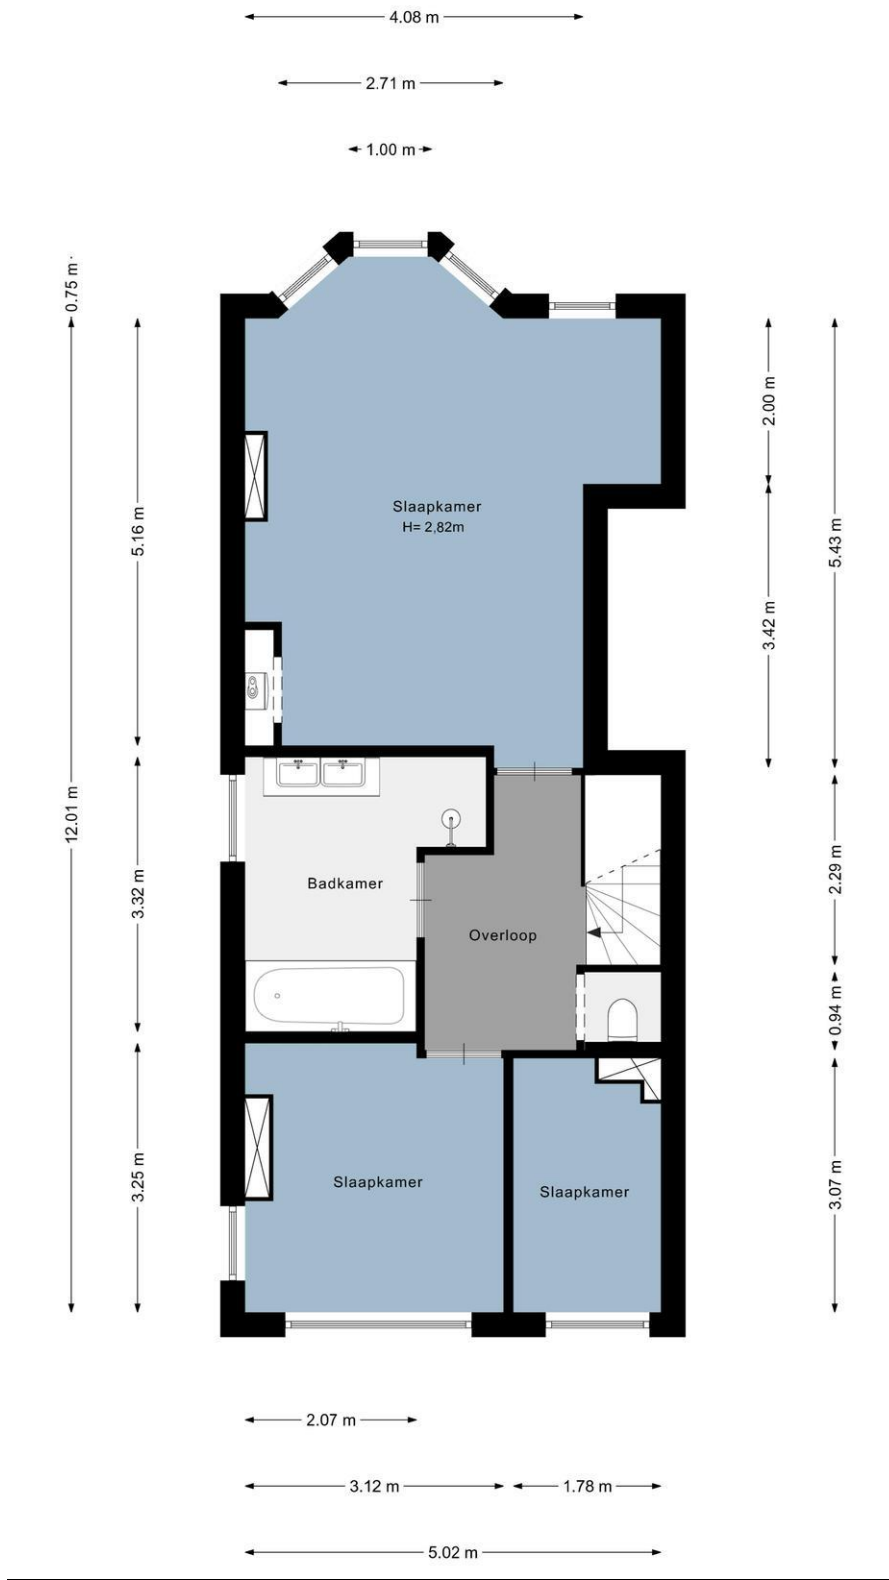 4.08 m
2.71 m
1.00 m
0.75 m
12.01 m
5.16 m
3.32 m
3.25 m
Slaapkamer
H= 2,82m
2.00 m
3.42 m
5.43 m
2.29 m
0.94 m
3.07 m
Badkamer
Overloop
Slaapkamer
Slaapkamer
2.07 m
3.12 m
1.78 m
5.02 m